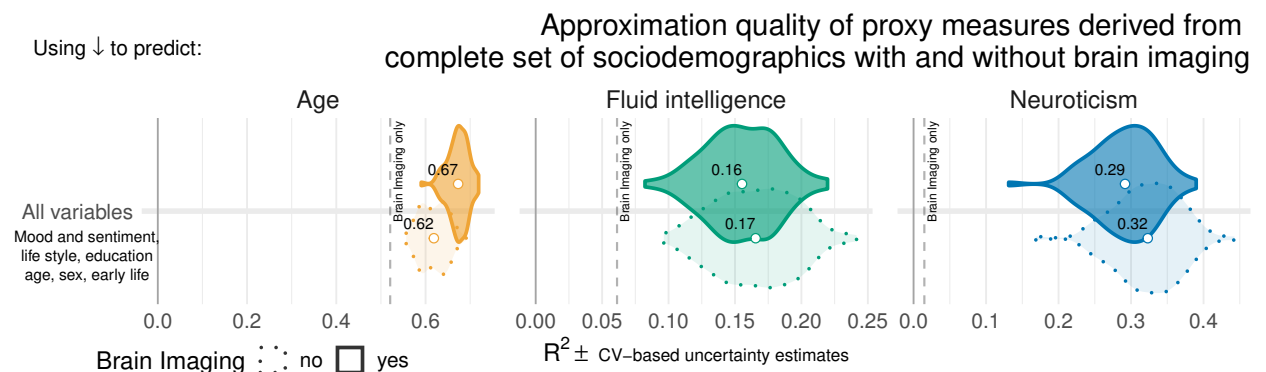 Approximation quality of proxy measures derived from
complete set of sociodemographics with and without brain imaging
Using ↓ to predict:
Age
Fluid intelligence
Neuroticism
Brain Imaging only
Brain Imaging only
Brain Imaging only
0.67
0.16
0.29
0.62
0.17
0.32
All variables
Mood and sentiment,
life style, education
age, sex, early life
0.0 0.2 0.4 0.6
0.00 0.05 0.10 0.15 0.20 0.25
0.0 0.1 0.2 0.3 0.4
R² ± CV−based uncertainty estimates
Brain Imaging no yes